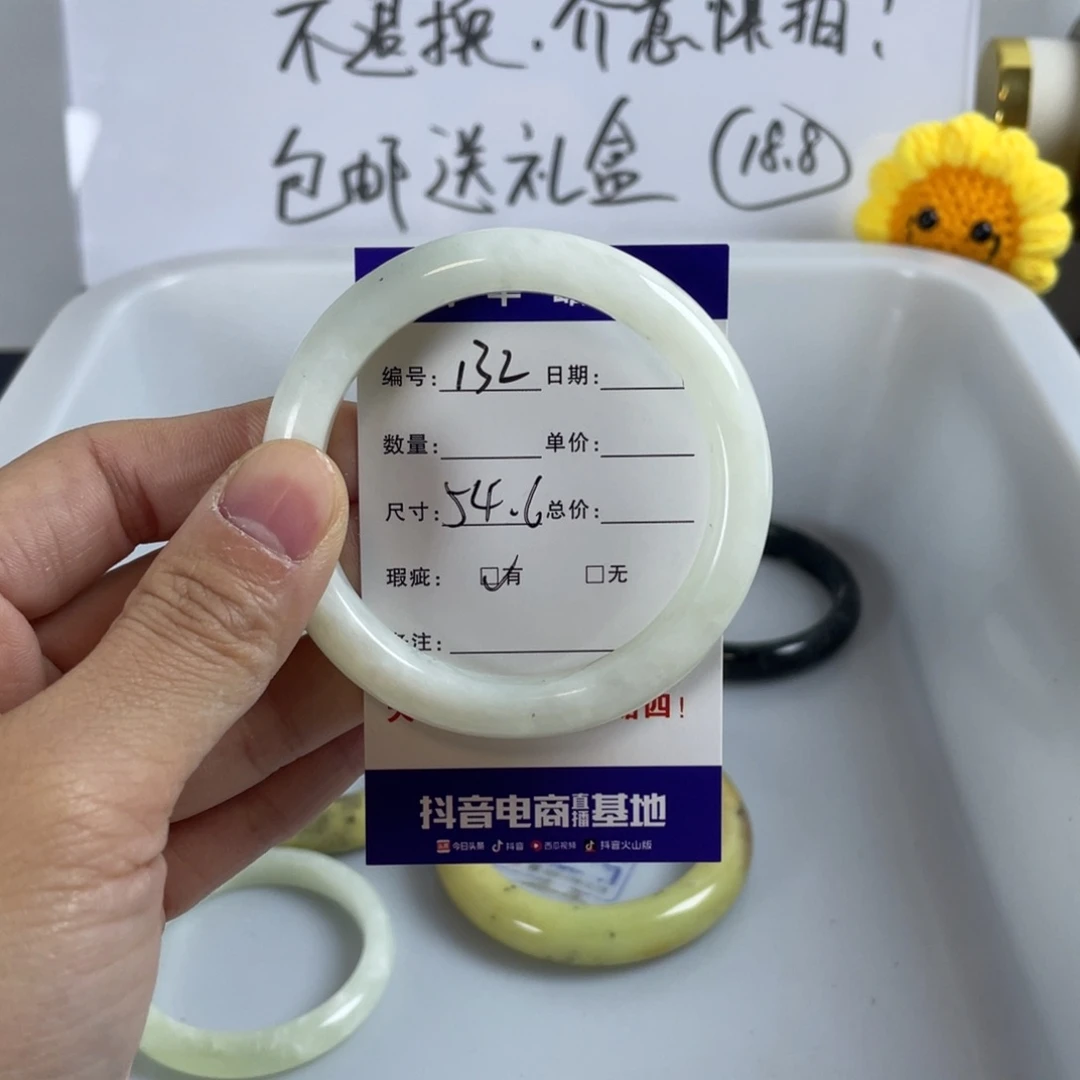 不退换，介意慎拍！
包邮送礼盒 18.8
编号：132 日期：
数量： 单价：
尺寸：54.6 总价：
瑕疵： 有 无
注：
四！
抖音电商直播基地
今日头条 抖音 西瓜视频 抖音火山版